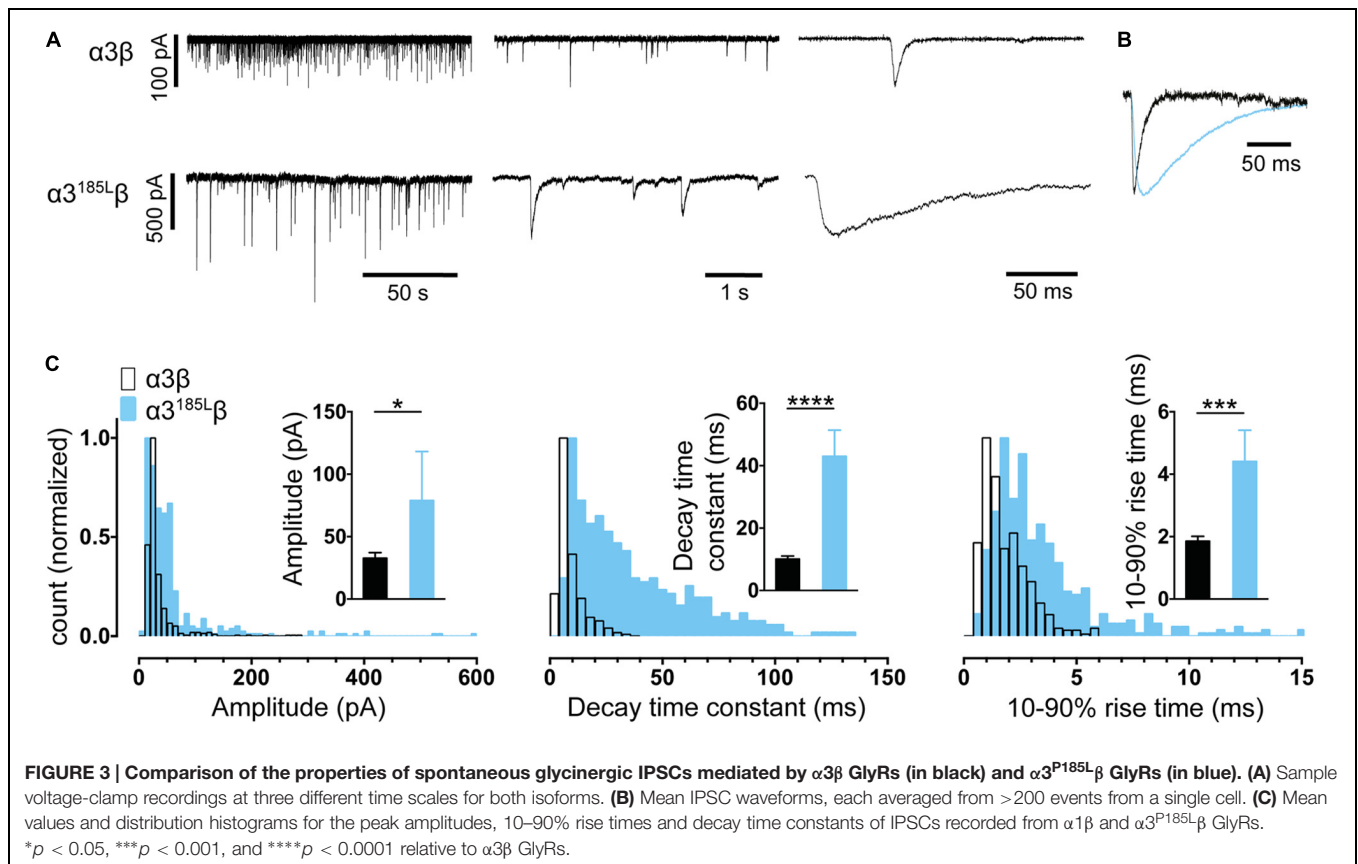 A
B
α3β
100 pA
50 ms
α3¹⁸⁵ᴸβ
500 pA
50 s
1 s
50 ms
C
α3β
α3¹⁸⁵ᴸβ
count (normalized)
1.0
0.5
0.0
0 200 400 600
Amplitude (pA)
Amplitude (pA)
150
100
50
0
*
0 50 100 150
Decay time constant (ms)
Decay time
constant (ms)
60
40
20
0
****
0 5 10 15
10-90% rise time (ms)
10-90% rise time (ms)
6
4
2
0
***
FIGURE 3 | Comparison of the properties of spontaneous glycinergic IPSCs mediated by α3β GlyRs (in black) and α3ᴾ¹⁸⁵ᴸβ GlyRs (in blue). (A) Sample
voltage-clamp recordings at three different time scales for both isoforms. (B) Mean IPSC waveforms, each averaged from >200 events from a single cell. (C) Mean
values and distribution histograms for the peak amplitudes, 10–90% rise times and decay time constants of IPSCs recorded from α1β and α3ᴾ¹⁸⁵ᴸβ GlyRs.
*p < 0.05, ***p < 0.001, and ****p < 0.0001 relative to α3β GlyRs.